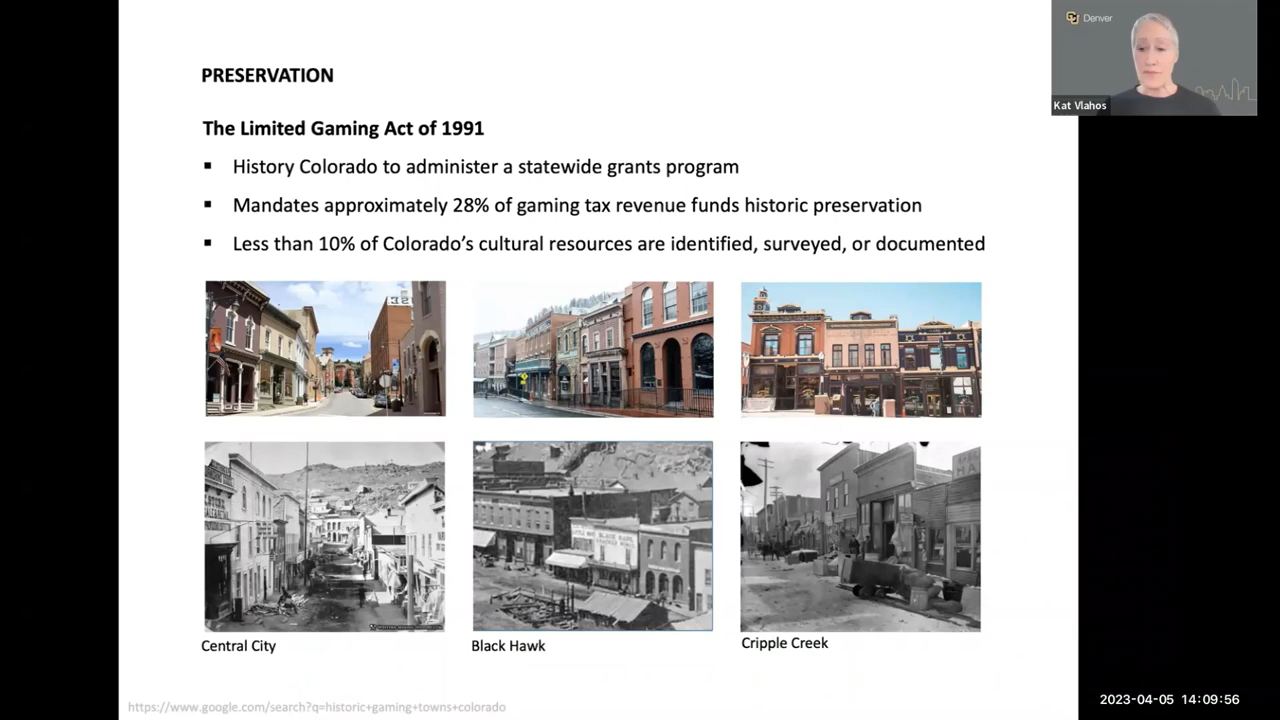 PRESERVATION
The Limited Gaming Act of 1991
▪ History Colorado to administer a statewide grants program
▪ Mandates approximately 28% of gaming tax revenue funds historic preservation
▪ Less than 10% of Colorado’s cultural resources are identified, surveyed, or documented
Central City
Black Hawk
Cripple Creek
https://www.google.com/search?q=historic+gaming+towns+colorado
Denver
Kat Vlahos
2023-04-05 14:09:56